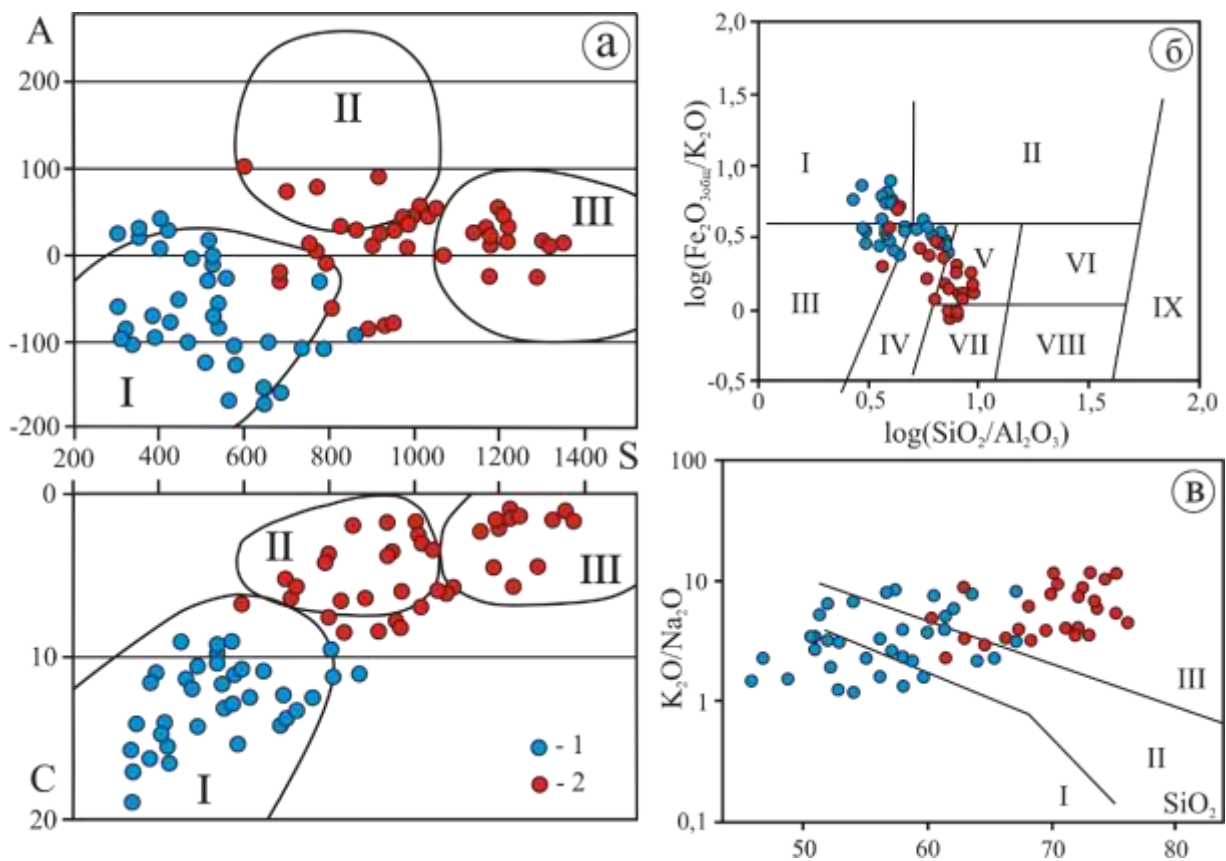 A
a
200
100
0
-100
-200
II
III
I
200 400 600 800 1000 1200 1400 S
0
10
20
C
II
III
I
- 1
- 2
б
2,0
1,5
1,0
0,5
0
-0,5
log(Fe₂O₃общ/K₂O)
I
II
III
IV
V
VI
VII
VIII
IX
0 0,5 1,0 1,5 2,0
log(SiO₂/Al₂O₃)
в
100
10
1
0,1
K₂O/Na₂O
III
II
I
SiO₂
50 60 70 80